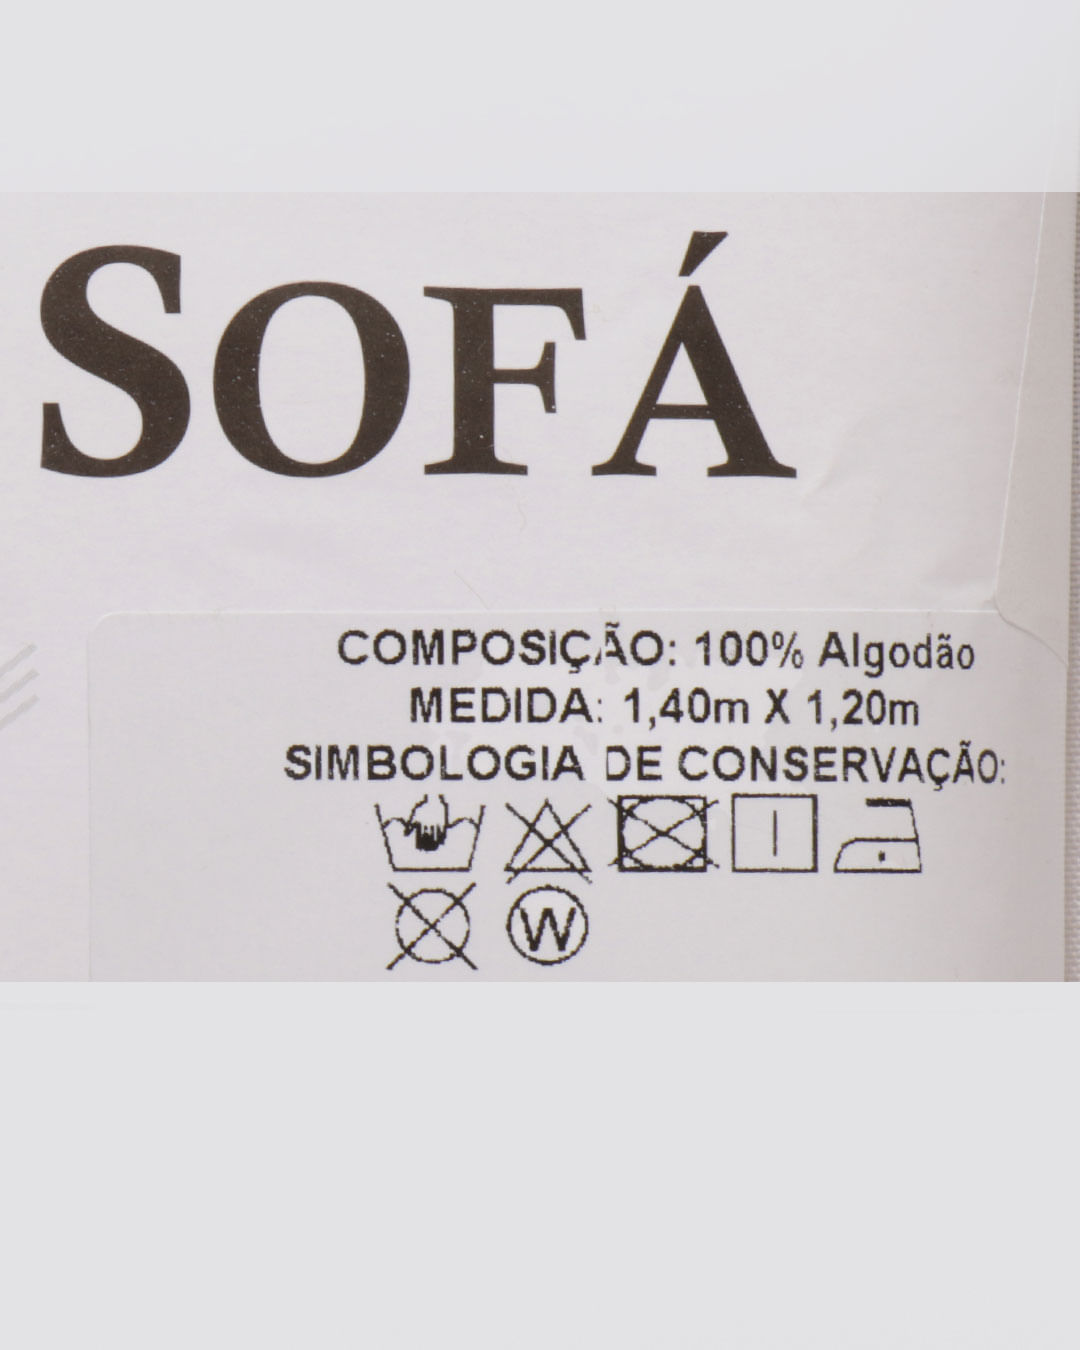 SOFÁ
COMPOSIÇÃO: 100% Algodão
MEDIDA: 1,40m X 1,20m
SIMBOLOGIA DE CONSERVAÇÃO:
W